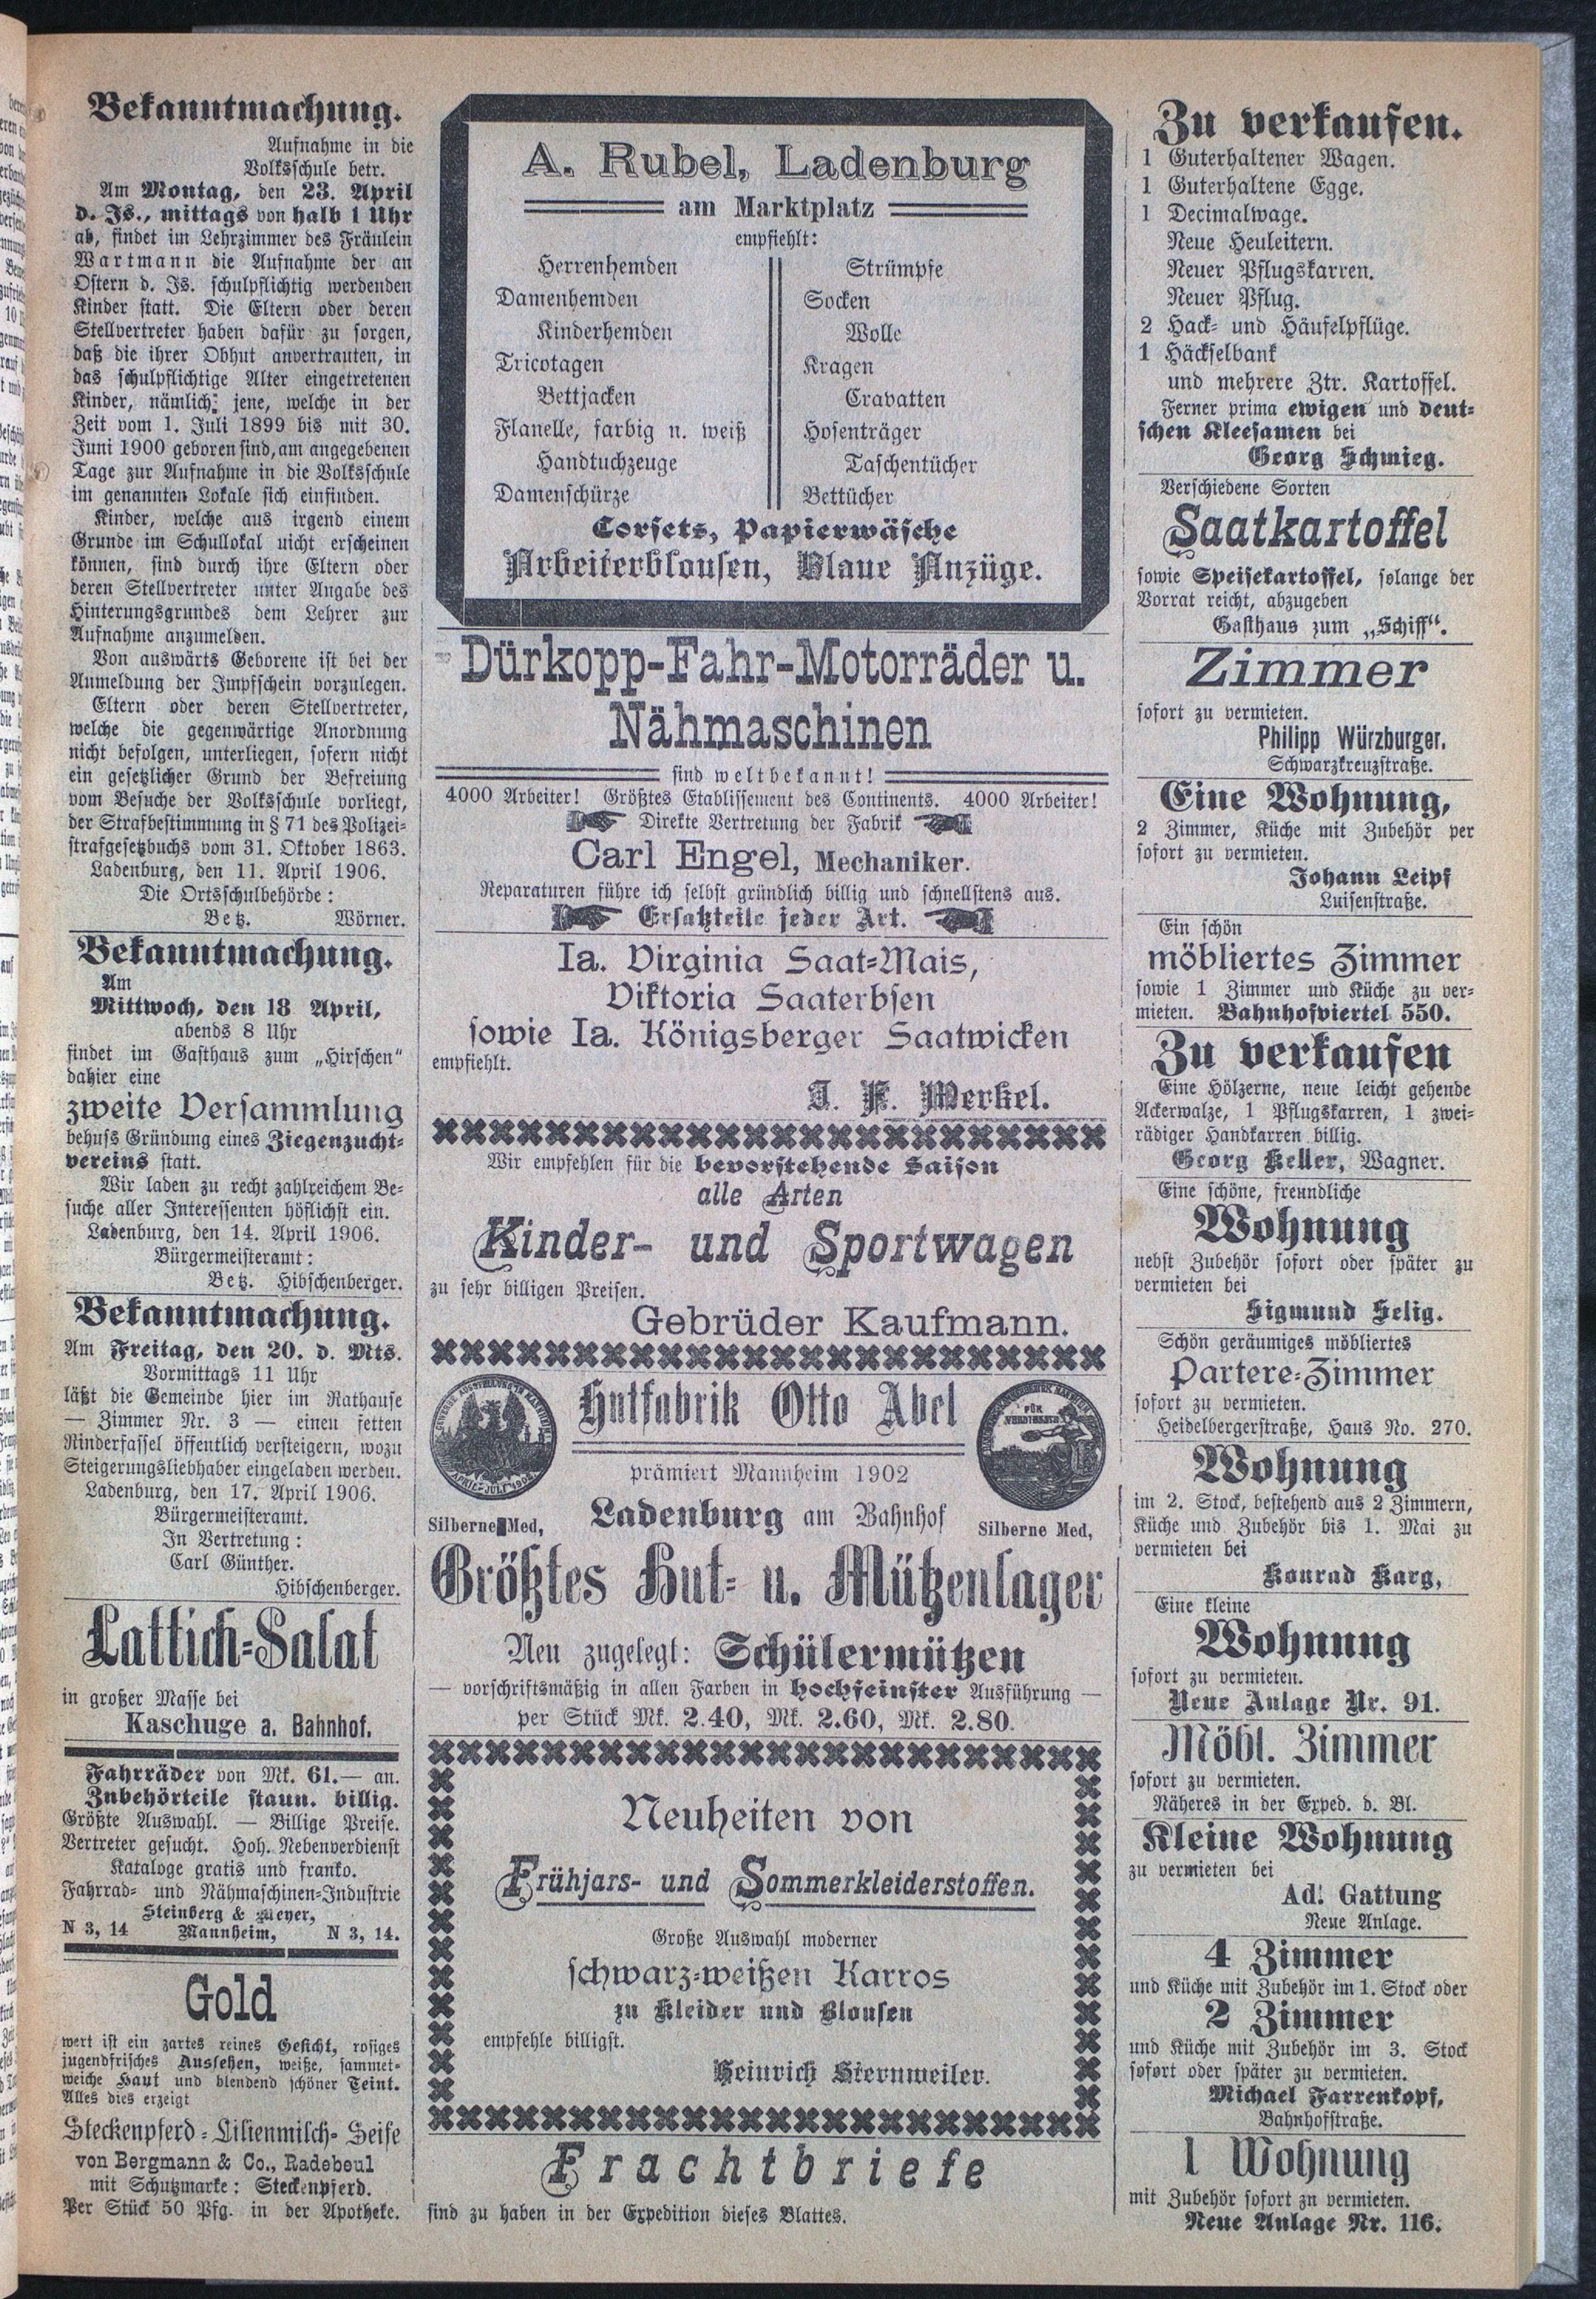 Bekanntmachung.
Aufnahme in die
Volksschule betr.
Am Montag, den 23. April
d. Js., mittags von halb 1 Uhr
ab, findet im Lehrzimmer des Fräulein
Wartmann die Aufnahme der an
Ostern d. Js. schulpflichtig werdenden
Kinder statt. Die Eltern oder deren
Stellvertreter haben dafür zu sorgen,
daß die ihrer Obhut anvertrauten, in
das schulpflichtige Alter eingetretenen
Kinder, nämlich: jene, welche in der
Zeit vom 1. Juli 1899 bis mit 30.
Juni 1900 geboren sind, am angegebenen
Tage zur Aufnahme in die Volksschule
im genannten Lokale sich einfinden.
Kinder, welche aus irgend einem
Grunde im Schullokal nicht erscheinen
können, sind durch ihre Eltern oder
deren Stellvertreter unter Angabe des
Hinterungsgrundes dem Lehrer zur
Aufnahme anzumelden.
Von auswärts Geborene ist bei der
Anmeldung der Impfschein vorzulegen.
Eltern oder deren Stellvertreter,
welche die gegenwärtige Anordnung
nicht befolgen, unterliegen, sofern nicht
ein gesetzlicher Grund der Befreiung
vom Besuche der Volksschule vorliegt,
der Strafbestimmung in § 71 des Polizei-
strafgesetzbuchs vom 31. Oktober 1863.
Ladenburg, den 11. April 1906.
Die Ortsschulbehörde:
Betz. Wörner.
Bekanntmachung.
Am
Mittwoch, den 18 April,
abends 8 Uhr
findet im Gasthaus zum „Hirschen“
dahier eine
zweite Versammlung
behufs Gründung eines Ziegenzucht-
vereins statt.
Wir laden zu recht zahlreichem Be-
suche aller Interessenten höflichst ein.
Ladenburg, den 14. April 1906.
Bürgermeisteramt:
Betz. Hibschenberger.
Bekanntmachung.
Am Freitag, den 20. d. Mts.
Vormittags 11 Uhr
läßt die Gemeinde hier im Rathause
— Zimmer Nr. 3 — einen fetten
Rinderfassel öffentlich versteigern, wozu
Steigerungsliebhaber eingeladen werden.
Ladenburg, den 17. April 1906.
Bürgermeisteramt.
In Vertretung:
Carl Günther.
Hibschenberger.
Lattich-Salat
in großer Masse bei
Kaschuge a. Bahnhof.
Fahrräder von Mk. 61.— an.
Zubehörteile staun. billig.
Größte Auswahl. — Billige Preise.
Vertreter gesucht. Hoh. Nebenverdienst
Kataloge gratis und franko.
Fahrrad- und Nähmaschinen-Industrie
Steinberg & Meyer,
N 3, 14 Mannheim, N 3, 14.
Gold
wert ist ein zartes reines Gesicht, rosiges
jugendfrisches Aussehen, weiße, sammet-
weiche Haut und blendend schöner Teint.
Alles dies erzeigt
Steckenpferd-Lilienmilch-Seife
von Bergmann & Co., Radebeul
mit Schutzmarke: Steckenpferd.
Per Stück 50 Pfg. in der Apotheke.
A. Rubel, Ladenburg
am Marktplatz
empfiehlt:
Herrenhemden
Damenhemden
Kinderhemden
Tricotagen
Bettjacken
Flanelle, farbig n. weiß
Handtuchzeuge
Damenschürze
Strümpfe
Socken
Wolle
Kragen
Cravatten
Hosenträger
Taschentücher
Bettücher
Corsets, Papierwäsche
Arbeiterblousen, Blaue Anzüge.
Dürkopp-Fahr-Motorräder u.
Nähmaschinen
sind weltbekannt!
4000 Arbeiter! Größtes Etablissement des Continents. 4000 Arbeiter!
Direkte Vertretung der Fabrik
Carl Engel, Mechaniker.
Reparaturen führe ich selbst gründlich billig und schnellstens aus.
Ersatzteile jeder Art.
Ia. Virginia Saat-Mais,
Viktoria Saaterbsen
sowie Ia. Königsberger Saatwicken
empfiehlt.
J. F. Merkel.
Wir empfehlen für die bevorstehende Saison
alle Arten
Kinder- und Sportwagen
zu sehr billigen Preisen.
Gebrüder Kaufmann.
Hutfabrik Otto Abel
prämiert Mannheim 1902
Ladenburg am Bahnhof
Silberne Med,
Silberne Med,
Größtes Hut- u. Mützenlager
Neu zugelegt: Schülermützen
— vorschriftsmäßig in allen Farben in hochfeinster Ausführung —
per Stück Mk. 2.40, Mk. 2.60, Mk. 2.80.
Neuheiten von
Frühjars- und Sommerkleiderstoffen.
Große Auswahl moderner
schwarz-weißen Karros
zu Kleider und Blousen
empfehle billigst.
Heinrich Sternweiler.
Frachtbriefe
sind zu haben in der Expedition dieses Blattes.
Zu verkaufen.
1 Guterhaltener Wagen.
1 Guterhaltene Egge.
1 Decimalwage.
Neue Heuleitern.
Neuer Pflugskarren.
Neuer Pflug.
2 Hack- und Häufelpflüge.
1 Häckselbank
und mehrere Ztr. Kartoffel.
Ferner prima ewigen und deut-
schen Kleesamen bei
Georg Schmieg.
Verschiedene Sorten
Saatkartoffel
sowie Speisekartoffel, solange der
Vorrat reicht, abzugeben
Gasthaus zum „Schiff“.
Zimmer
sofort zu vermieten.
Philipp Würzburger.
Schwarzkreuzstraße.
Eine Wohnung,
2 Zimmer, Küche mit Zubehör per
sofort zu vermieten.
Johann Leipf
Luisenstraße.
Ein schön
möbliertes Zimmer
sowie 1 Zimmer und Küche zu ver-
mieten. Bahnhofviertel 550.
Zu verkaufen
Eine Hölzerne, neue leicht gehende
Ackerwalze, 1 Pflugskarren, 1 zwei-
rädiger Handkarren billig.
Georg Keller, Wagner.
Eine schöne, freundliche
Wohnung
nebst Zubehör sofort oder später zu
vermieten bei
Sigmund Selig.
Schön geräumiges möbliertes
Partere-Zimmer
sofort zu vermieten.
Heidelbergerstraße, Haus No. 270.
Wohnung
im 2. Stock, bestehend aus 2 Zimmern,
Küche und Zubehör bis 1. Mai zu
vermieten bei
Konrad Karg,
Eine kleine
Wohnung
sofort zu vermieten.
Neue Anlage Nr. 91.
Möbl. Zimmer
sofort zu vermieten.
Näheres in der Exped. d. Bl.
Kleine Wohnung
zu vermieten bei
Ad. Gattung
Neue Anlage.
4 Zimmer
und Küche mit Zubehör im 1. Stock oder
2 Zimmer
und Küche mit Zubehör im 3. Stock
sofort oder später zu vermieten.
Michael Farrenkopf,
Bahnhofstraße.
1 Wohnung
mit Zubehör sofort zn vermieten.
Neue Anlage Nr. 116.